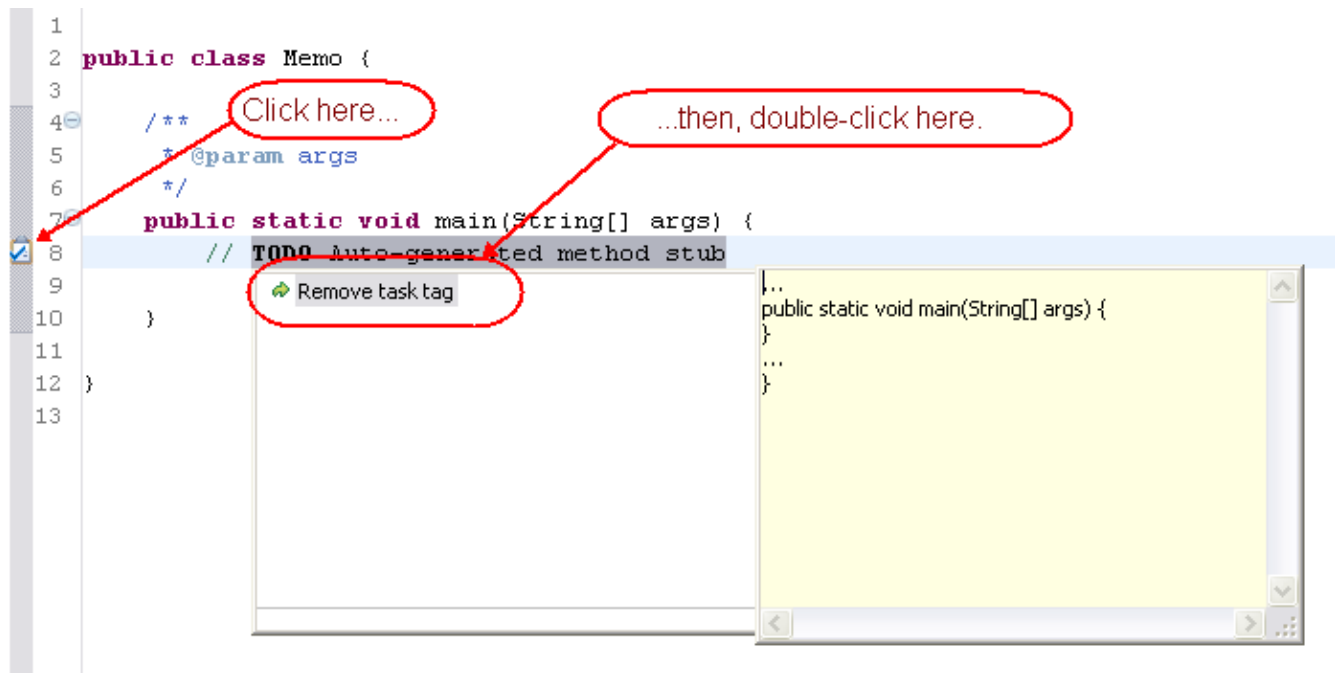 1
2 public class Memo {
3
Click here...
...then, double-click here.
4 /**
5 * @param args
6 */
7 public static void main(String[] args) {
8 // TODO Auto-generated method stub
9
Remove task tag
...
public static void main(String[] args) {
}
...
}
10 }
11
12 }
13